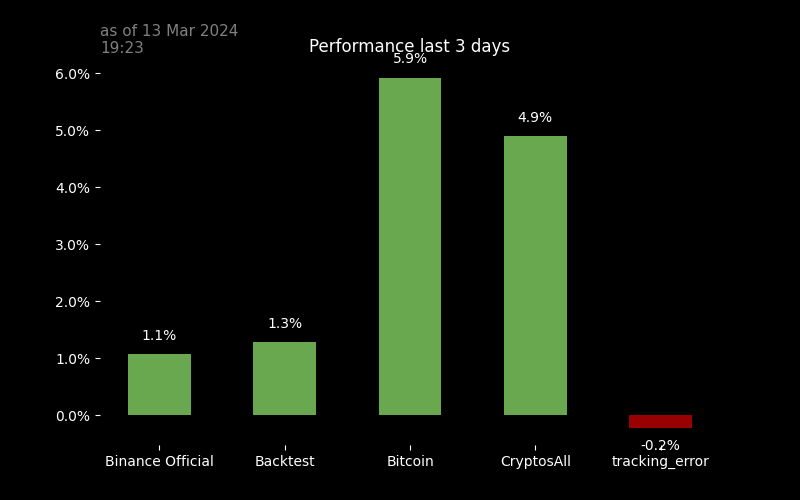 as of 13 Mar 2024
19:23
Performance last 3 days
6.0%
5.0%
4.0%
3.0%
2.0%
1.0%
0.0%
1.1%
1.3%
5.9%
4.9%
-0.2%
Binance Official
Backtest
Bitcoin
CryptosAll
tracking_error